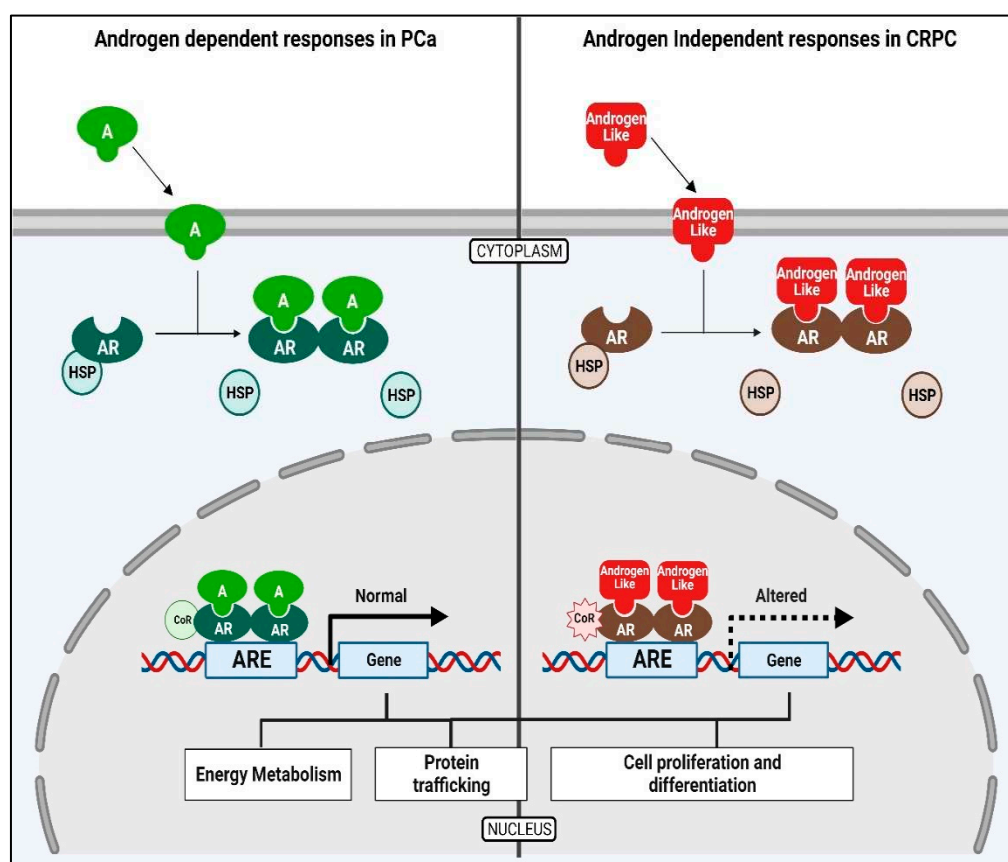 Androgen dependent responses in PCa
Androgen Independent responses in CRPC
A
A
A
A
AR
HSP
AR
AR
HSP
HSP
Androgen
Like
Androgen
Like
CYTOPLASM
Androgen
Like
Androgen
Like
AR
HSP
AR
AR
HSP
HSP
A
A
CoR
AR
AR
Normal
ARE
Gene
Androgen
Like
Androgen
Like
CoR
AR
AR
Altered
ARE
Gene
Energy Metabolism
Protein
trafficking
Cell proliferation and
differentiation
NUCLEUS